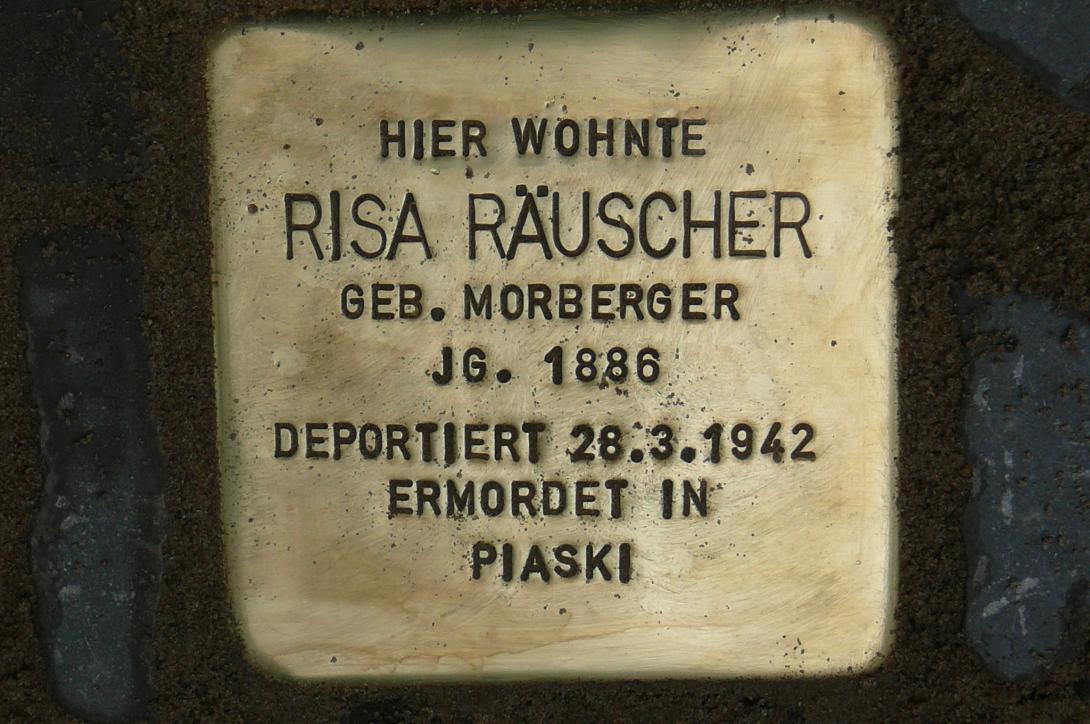 HIER WOHNTE
RISA RÄUSCHER
GEB. MORBERGER
JG. 1886
DEPORTIERT 28.3.1942
ERMORDET IN
PIASKI